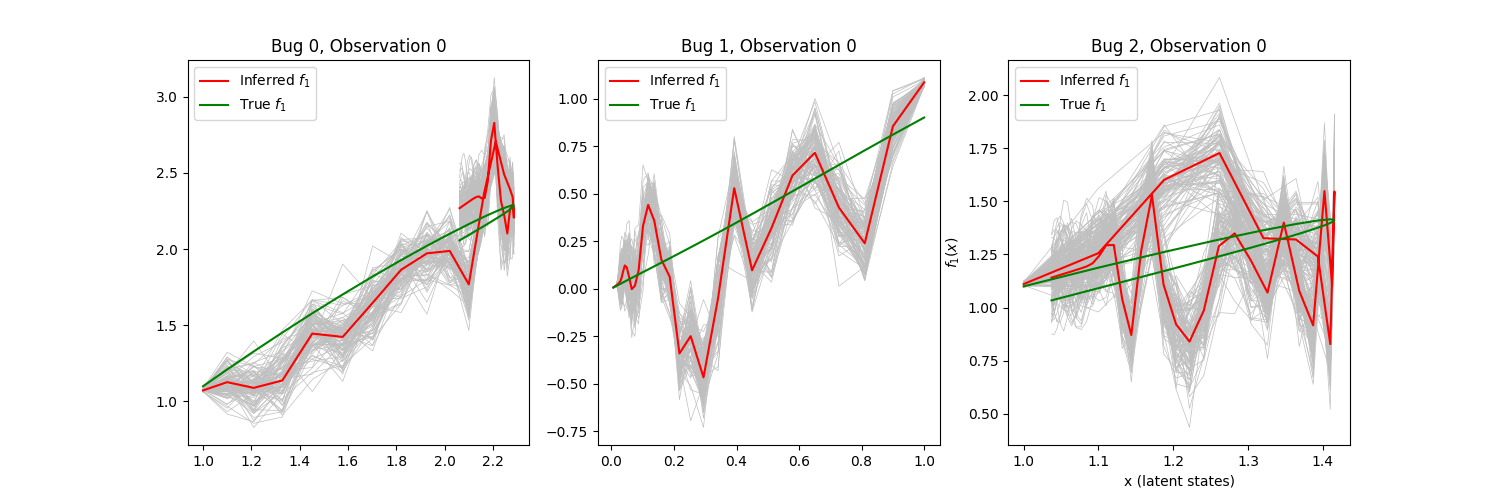 Bug 0, Observation 0
Inferred f₁
True f₁
3.0
2.5
2.0
1.5
1.0
1.0 1.2 1.4 1.6 1.8 2.0 2.2
Bug 1, Observation 0
Inferred f₁
True f₁
1.00
0.75
0.50
0.25
0.00
−0.25
−0.50
−0.75
0.0 0.2 0.4 0.6 0.8 1.0
Bug 2, Observation 0
Inferred f₁
True f₁
f₁(x)
2.00
1.75
1.50
1.25
1.00
0.75
0.50
1.0 1.1 1.2 1.3 1.4
x (latent states)